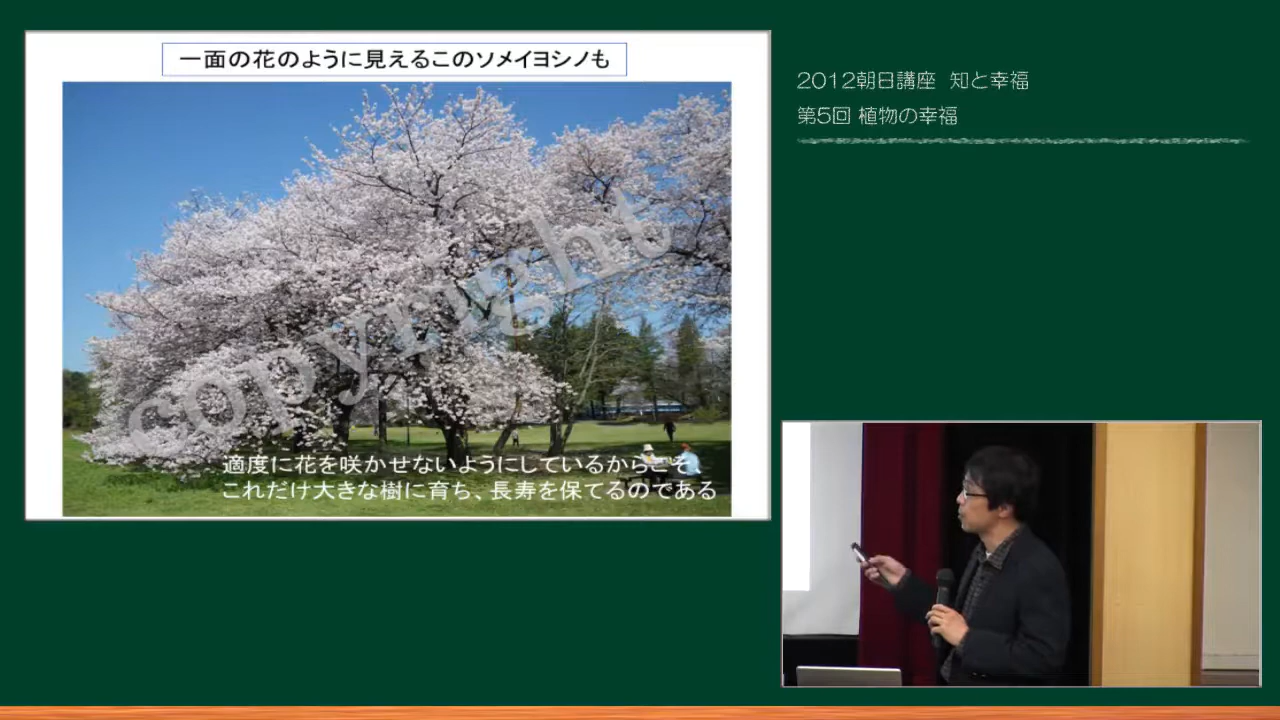 一面の花のように見えるこのソメイヨシノも
copyright
適度に花を咲かせないようにしているからこそ、
これだけ大きな樹に育ち、長寿を保てるのである
2012朝日講座 知と幸福
第5回 植物の幸福